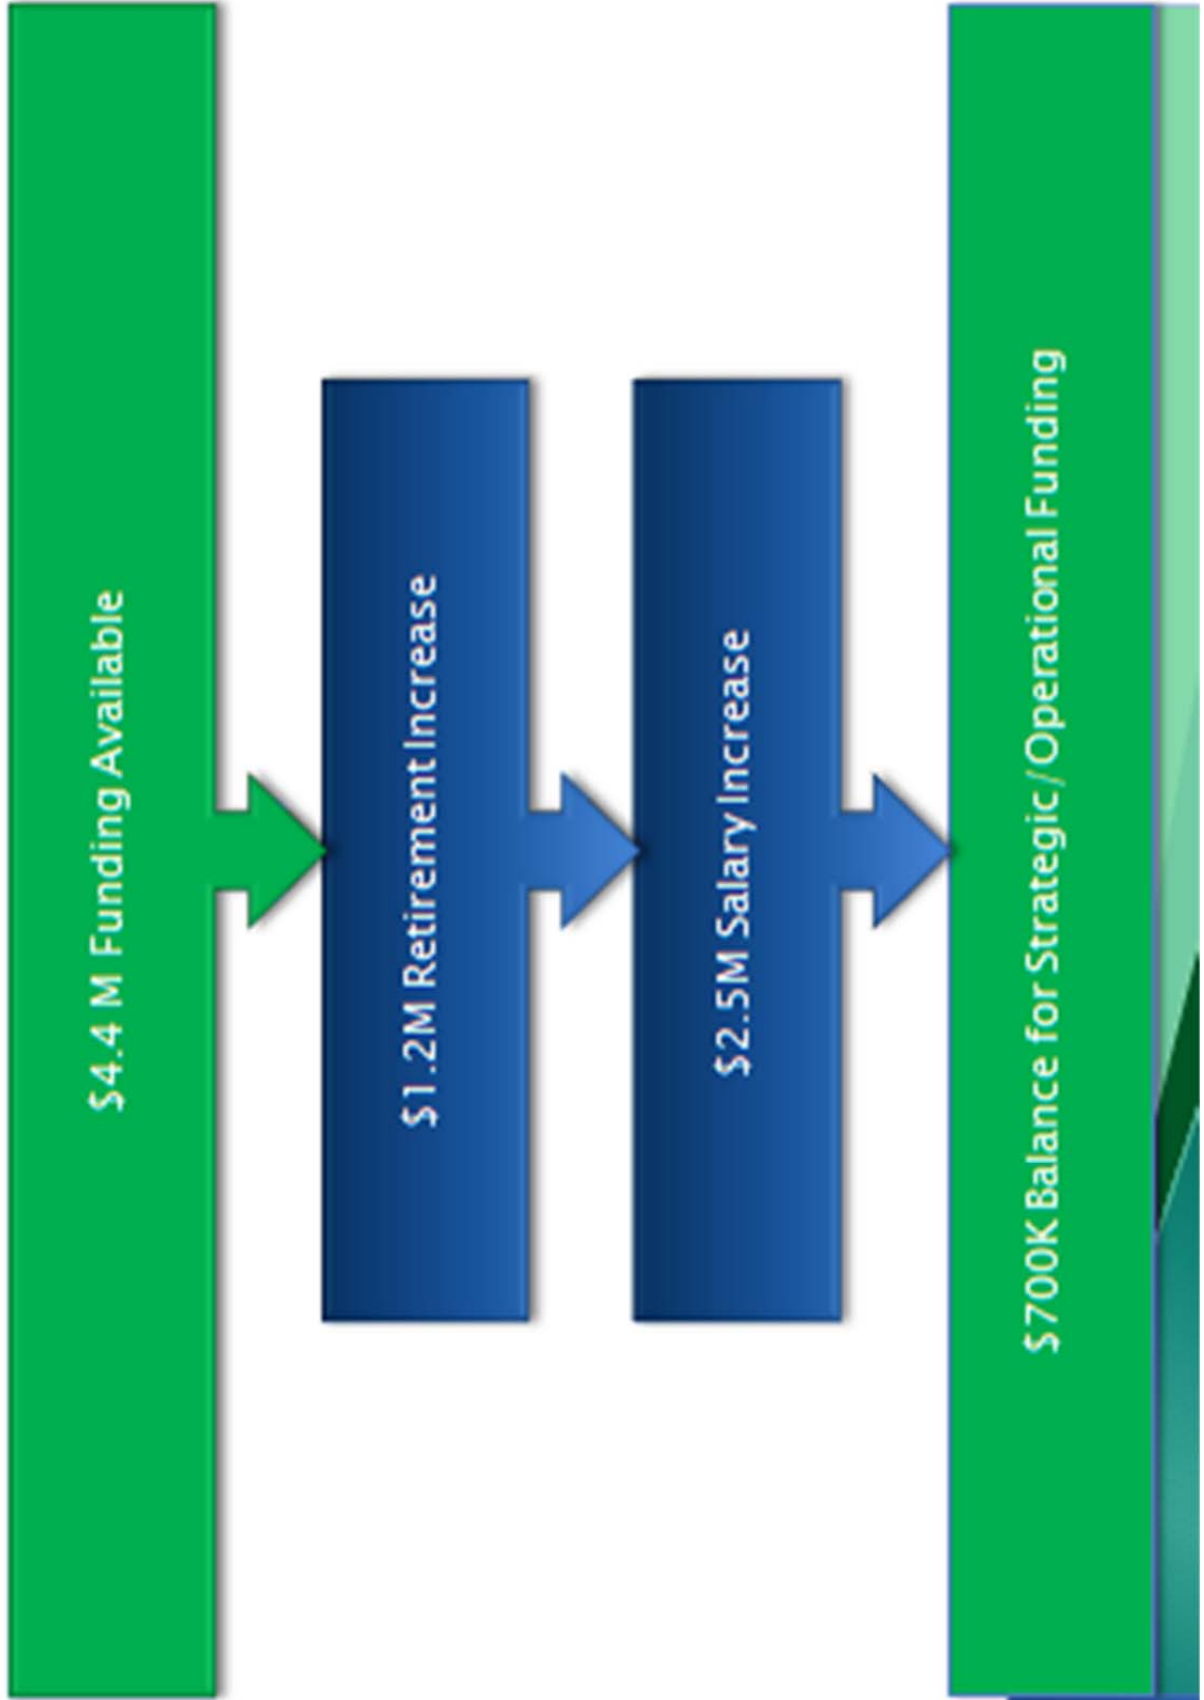 $4.4 M Funding Available
$1.2M Retirement Increase
$2.5M Salary Increase
$700K Balance for Strategic/Operational Funding